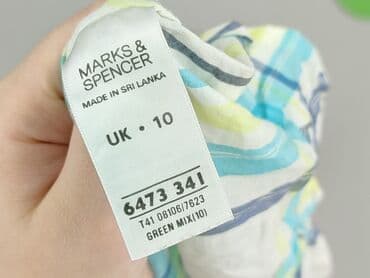 MARKS &
SPENCER
MADE IN SRI LANKA
UK • 10
6473 341
T41 08106/7623
GREEN MIX(10)